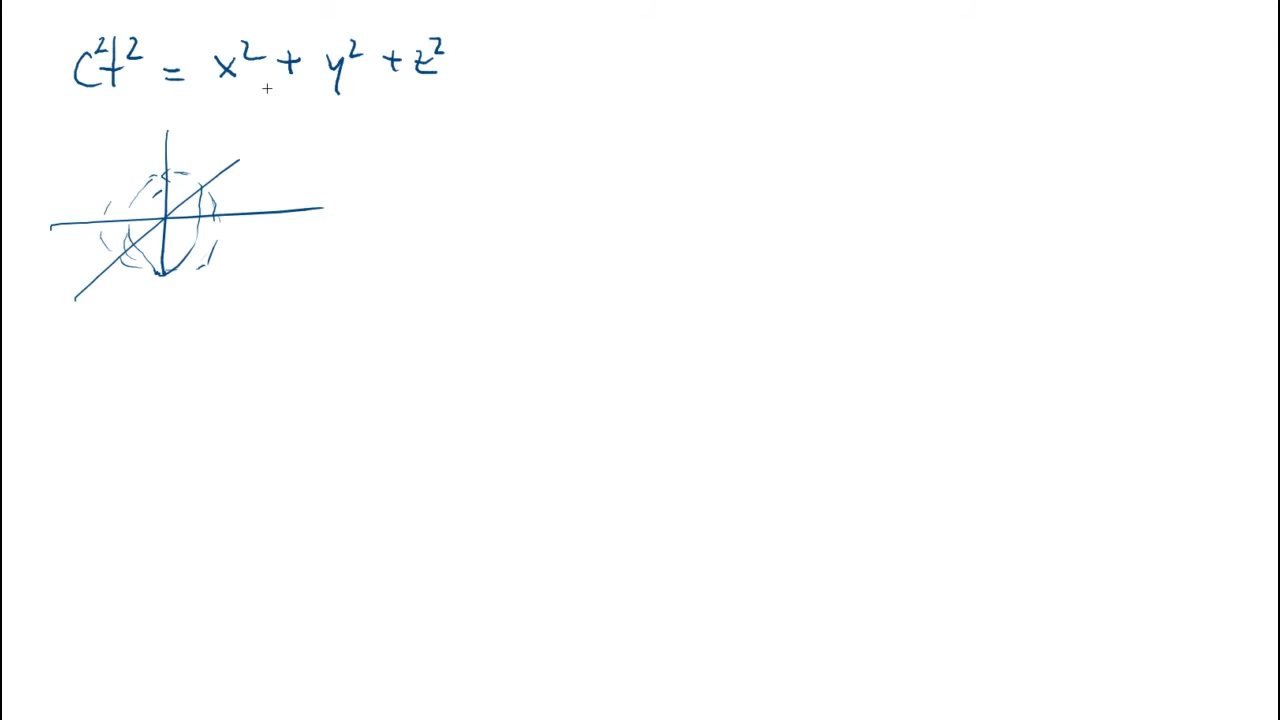 c²t² = x² + y² + z²